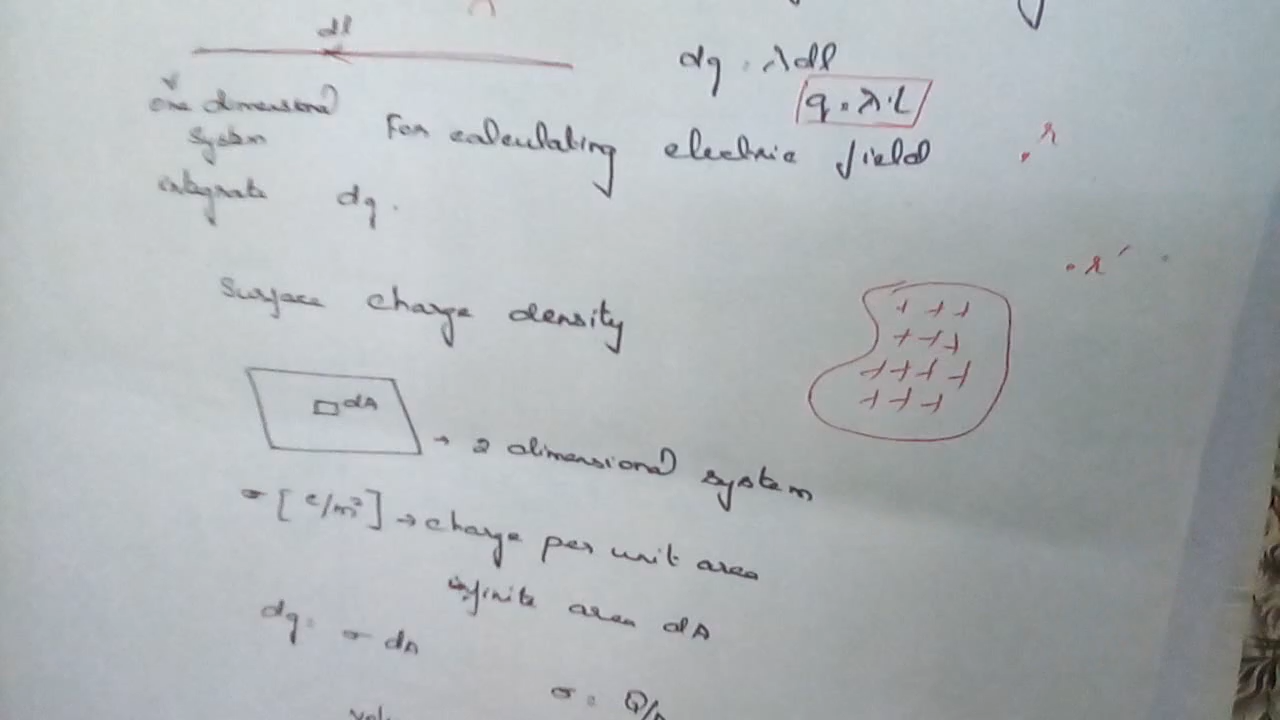 dl
dq = λdl
q = λ·L
one dimensional
system
For calculating electric field
integrate dq.
.r
.r'
Surface charge density
+ + +
+ + +
+ + + +
+ + +
dA
→ 2 dimensional system
σ [c/m²] → charge per unit area
infinite area dA
dq = σ dA
σ = Q/